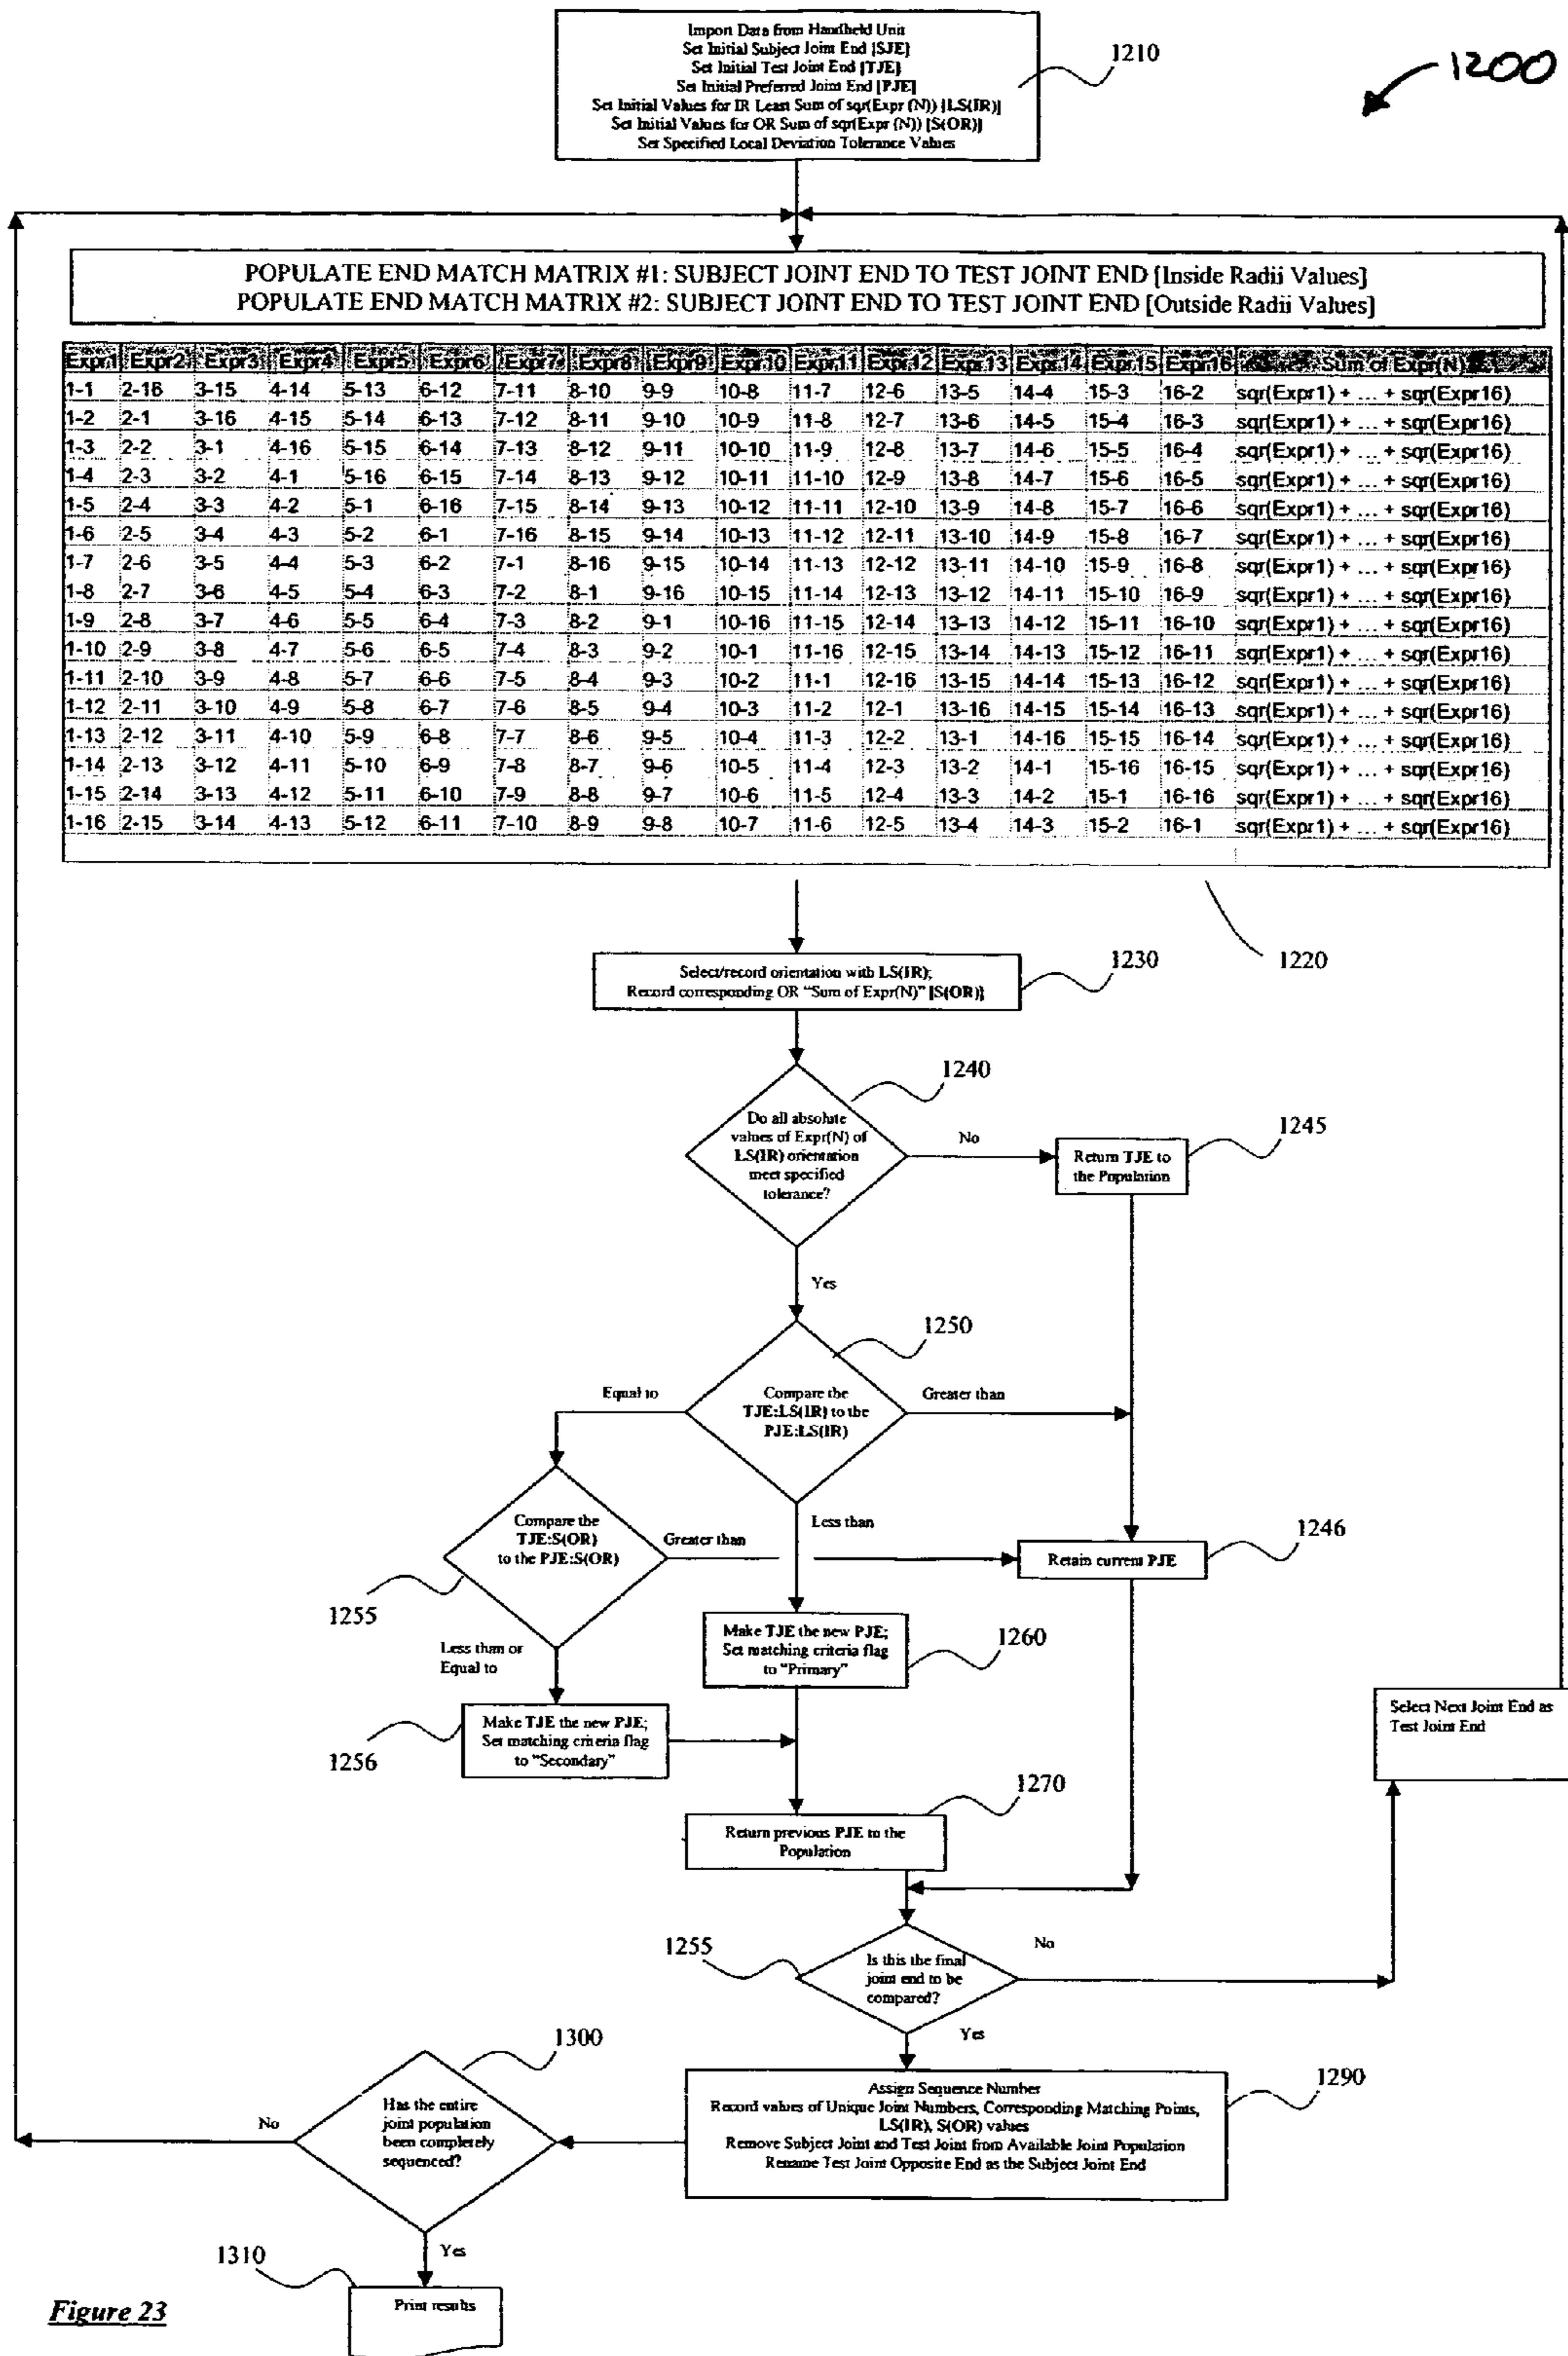 Import Data from Handheld Unit
Set Initial Subject Joint End [SJE]
Set Initial Test Joint End [TJE]
Set Initial Preferred Joint End [PJE]
Set Initial Values for IR Least Sum of sqr(Expr (N)) [LS(IR)]
Set Initial Values for OR Sum of sqr(Expr (N)) [S(OR)]
Set Specified Local Deviation Tolerance Values
1210
1200
POPULATE END MATCH MATRIX #1: SUBJECT JOINT END TO TEST JOINT END [Inside Radii Values]
POPULATE END MATCH MATRIX #2: SUBJECT JOINT END TO TEST JOINT END [Outside Radii Values]
Expr1 Expr2 Expr3 Expr4 Expr5 Expr6 Expr7 Expr8 Expr9 Expr10 Expr11 Expr12 Expr13 Expr14 Expr15 Expr16 Sum of Expr(N)
1-1 2-16 3-15 4-14 5-13 6-12 7-11 8-10 9-9 10-8 11-7 12-6 13-5 14-4 15-3 16-2 sqr(Expr1) + ... + sqr(Expr16)
1-2 2-1 3-16 4-15 5-14 6-13 7-12 8-11 9-10 10-9 11-8 12-7 13-6 14-5 15-4 16-3 sqr(Expr1) + ... + sqr(Expr16)
1-3 2-2 3-1 4-16 5-15 6-14 7-13 8-12 9-11 10-10 11-9 12-8 13-7 14-6 15-5 16-4 sqr(Expr1) + ... + sqr(Expr16)
1-4 2-3 3-2 4-1 5-16 6-15 7-14 8-13 9-12 10-11 11-10 12-9 13-8 14-7 15-6 16-5 sqr(Expr1) + ... + sqr(Expr16)
1-5 2-4 3-3 4-2 5-1 6-16 7-15 8-14 9-13 10-12 11-11 12-10 13-9 14-8 15-7 16-6 sqr(Expr1) + ... + sqr(Expr16)
1-6 2-5 3-4 4-3 5-2 6-1 7-16 8-15 9-14 10-13 11-12 12-11 13-10 14-9 15-8 16-7 sqr(Expr1) + ... + sqr(Expr16)
1-7 2-6 3-5 4-4 5-3 6-2 7-1 8-16 9-15 10-14 11-13 12-12 13-11 14-10 15-9 16-8 sqr(Expr1) + ... + sqr(Expr16)
1-8 2-7 3-6 4-5 5-4 6-3 7-2 8-1 9-16 10-15 11-14 12-13 13-12 14-11 15-10 16-9 sqr(Expr1) + ... + sqr(Expr16)
1-9 2-8 3-7 4-6 5-5 6-4 7-3 8-2 9-1 10-16 11-15 12-14 13-13 14-12 15-11 16-10 sqr(Expr1) + ... + sqr(Expr16)
1-10 2-9 3-8 4-7 5-6 6-5 7-4 8-3 9-2 10-1 11-16 12-15 13-14 14-13 15-12 16-11 sqr(Expr1) + ... + sqr(Expr16)
1-11 2-10 3-9 4-8 5-7 6-6 7-5 8-4 9-3 10-2 11-1 12-16 13-15 14-14 15-13 16-12 sqr(Expr1) + ... + sqr(Expr16)
1-12 2-11 3-10 4-9 5-8 6-7 7-6 8-5 9-4 10-3 11-2 12-1 13-16 14-15 15-14 16-13 sqr(Expr1) + ... + sqr(Expr16)
1-13 2-12 3-11 4-10 5-9 6-8 7-7 8-6 9-5 10-4 11-3 12-2 13-1 14-16 15-15 16-14 sqr(Expr1) + ... + sqr(Expr16)
1-14 2-13 3-12 4-11 5-10 6-9 7-8 8-7 9-6 10-5 11-4 12-3 13-2 14-1 15-16 16-15 sqr(Expr1) + ... + sqr(Expr16)
1-15 2-14 3-13 4-12 5-11 6-10 7-9 8-8 9-7 10-6 11-5 12-4 13-3 14-2 15-1 16-16 sqr(Expr1) + ... + sqr(Expr16)
1-16 2-15 3-14 4-13 5-12 6-11 7-10 8-9 9-8 10-7 11-6 12-5 13-4 14-3 15-2 16-1 sqr(Expr1) + ... + sqr(Expr16)
1220
Select/record orientation with LS(IR);
Record corresponding OR "Sum of Expr(N)" [S(OR)]
1230
Do all absolute
values of Expr(N) of
LS(IR) orientation
meet specified
tolerance?
1240
No
Return TJE to
the Population
1245
Yes
Compare the
TJE:LS(IR) to the
PJE:LS(IR)
1250
Equal to
Greater than
Less than
Compare the
TJE:S(OR)
to the PJE:S(OR)
1255
Greater than
Retain current PJE
1246
Less than or
Equal to
Make TJE the new PJE;
Set matching criteria flag
to "Primary"
1260
Make TJE the new PJE;
Set matching criteria flag
to "Secondary"
1256
Select Next Joint End as
Test Joint End
Return previous PJE to the
Population
1270
Is this the final
joint end to be
compared?
1255
No
Yes
Assign Sequence Number
Record values of Unique Joint Numbers, Corresponding Matching Points,
LS(IR), S(OR) values
Remove Subject Joint and Test Joint from Available Joint Population
Rename Test Joint Opposite End as the Subject Joint End
1290
Has the entire
joint population
been completely
sequenced?
1300
No
Yes
Print results
1310
Figure 23